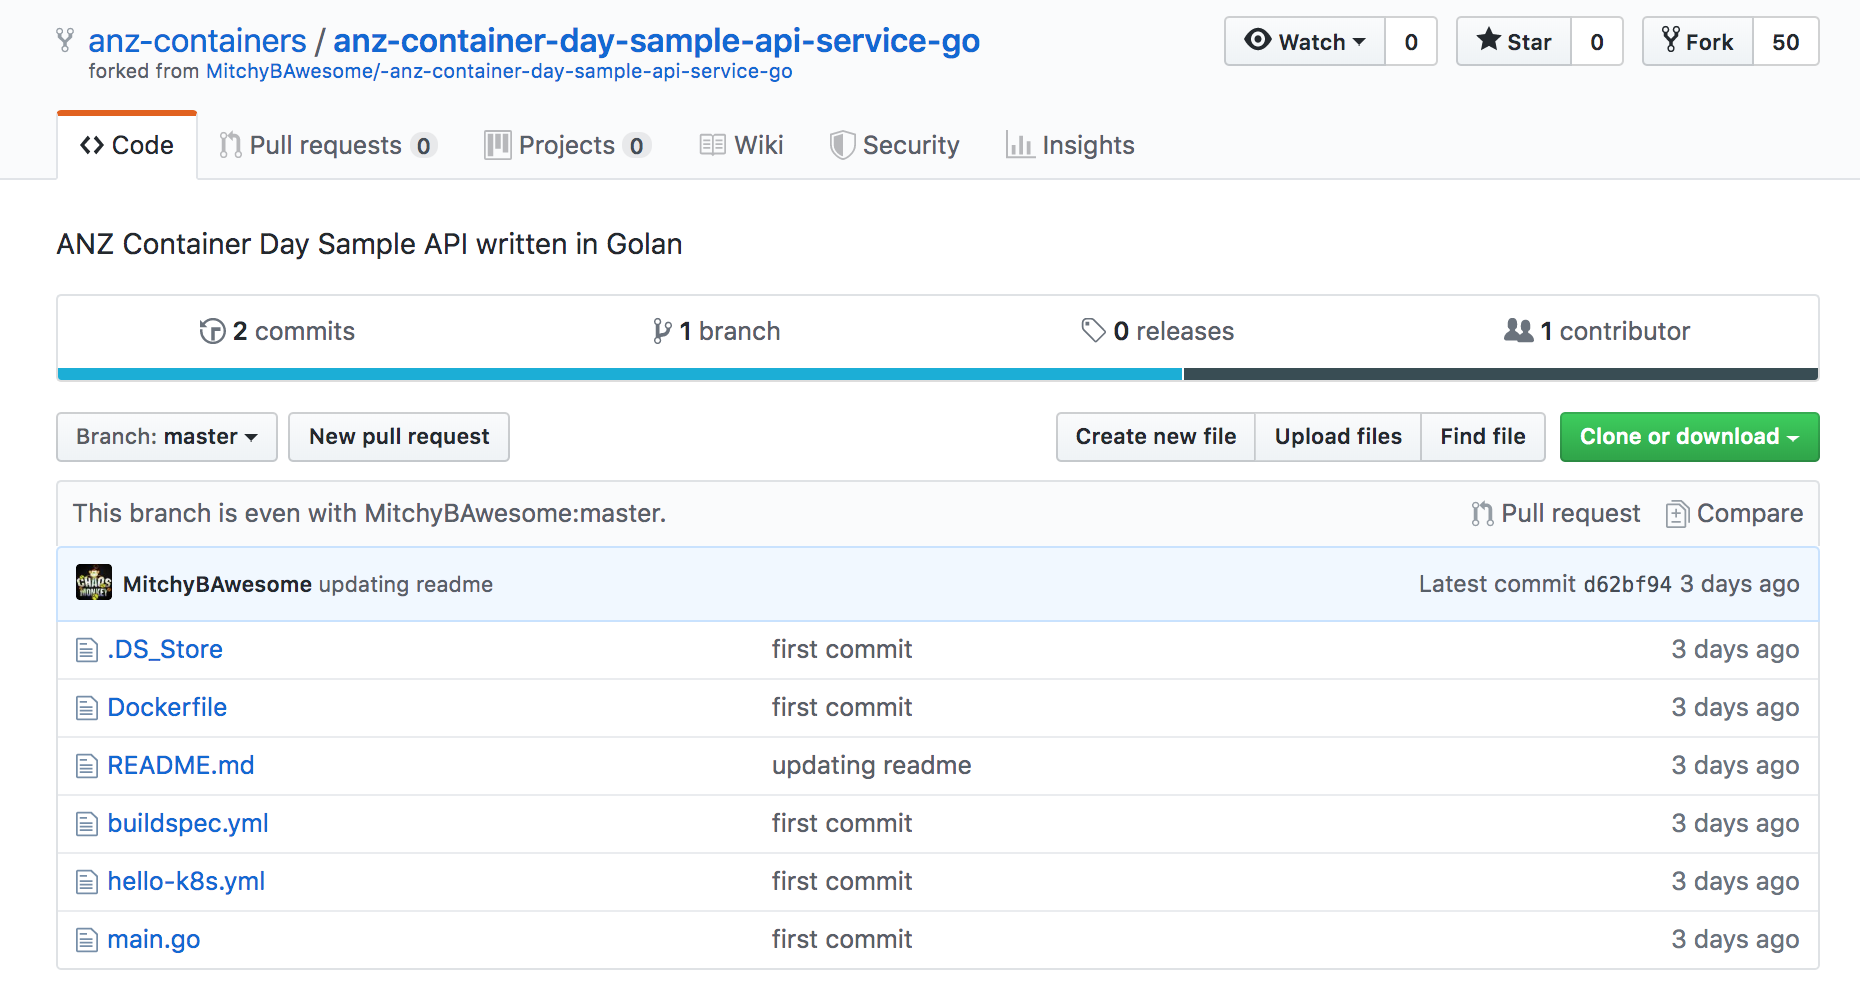 anz-containers / anz-container-day-sample-api-service-go
forked from MitchyBAwesome/-anz-container-day-sample-api-service-go
Watch 0 Star 0 Fork 50
Code Pull requests 0 Projects 0 Wiki Security Insights
ANZ Container Day Sample API written in Golan
2 commits 1 branch 0 releases 1 contributor
Branch: master New pull request Create new file Upload files Find file Clone or download
This branch is even with MitchyBAwesome:master. Pull request Compare
CHAOS
MONKEY
MitchyBAwesome updating readme Latest commit d62bf94 3 days ago
.DS_Store first commit 3 days ago
Dockerfile first commit 3 days ago
README.md updating readme 3 days ago
buildspec.yml first commit 3 days ago
hello-k8s.yml first commit 3 days ago
main.go first commit 3 days ago